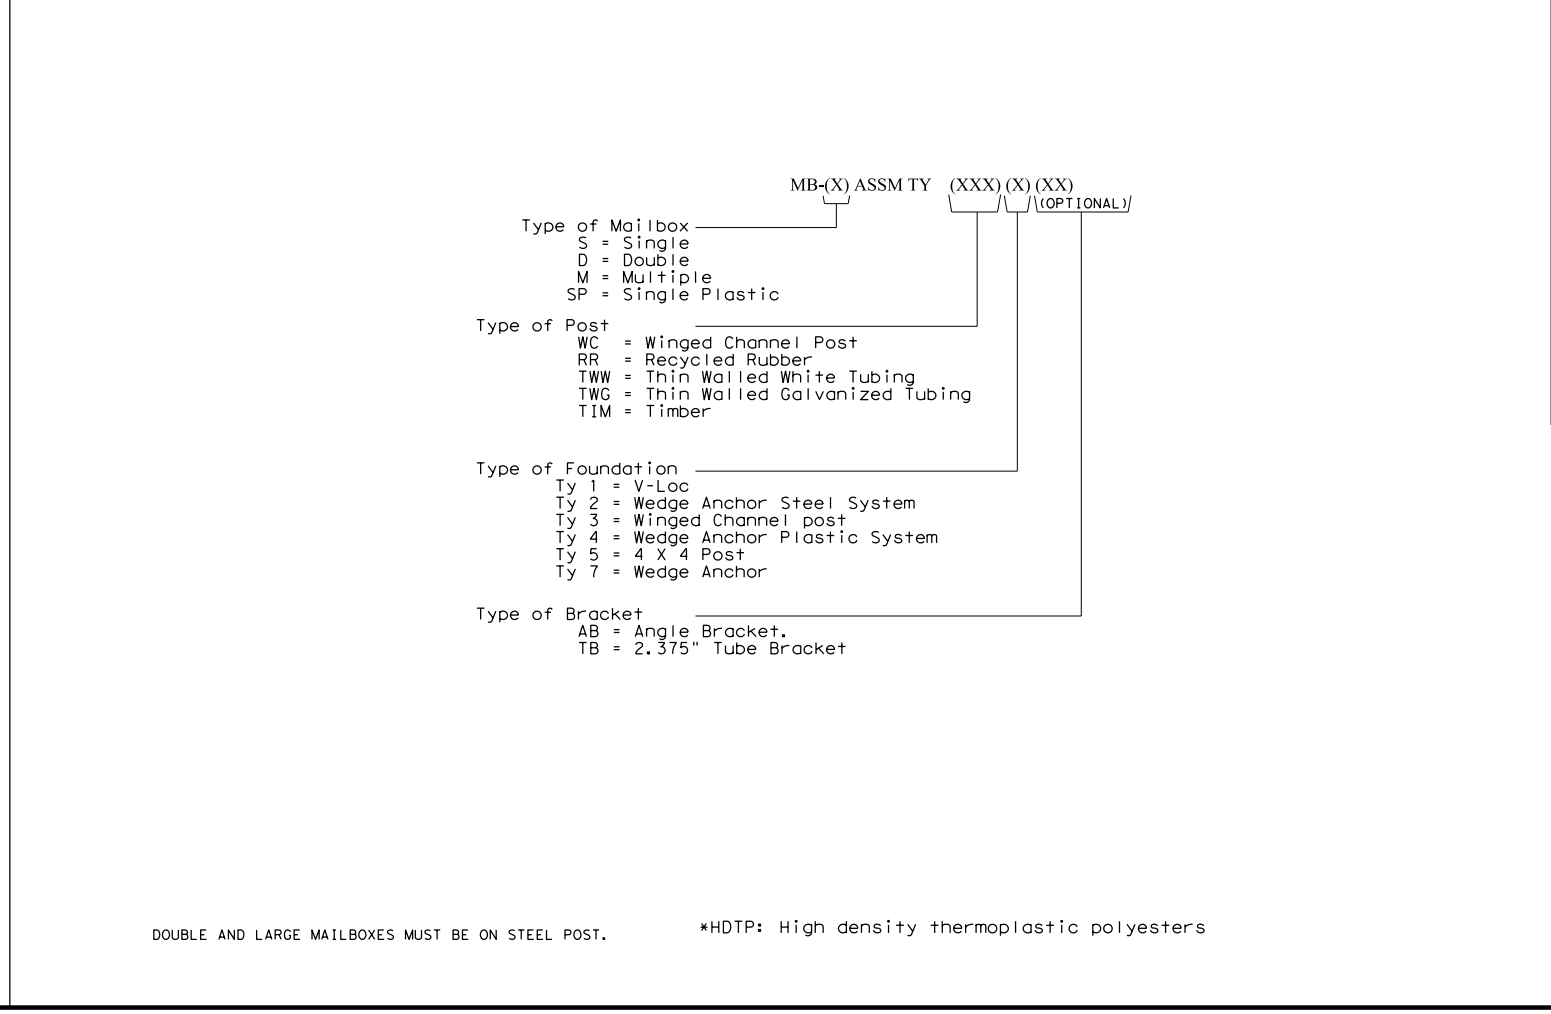 MB-(X) ASSM TY (XXX) (X) (XX)
(OPTIONAL)
Type of Mailbox
S = Single
D = Double
M = Multiple
SP = Single Plastic
Type of Post
WC = Winged Channel Post
RR = Recycled Rubber
TWW = Thin Walled White Tubing
TWG = Thin Walled Galvanized Tubing
TIM = Timber
Type of Foundation
Ty 1 = V-Loc
Ty 2 = Wedge Anchor Steel System
Ty 3 = Winged Channel post
Ty 4 = Wedge Anchor Plastic System
Ty 5 = 4 X 4 Post
Ty 7 = Wedge Anchor
Type of Bracket
AB = Angle Bracket.
TB = 2.375" Tube Bracket
DOUBLE AND LARGE MAILBOXES MUST BE ON STEEL POST.
*HDTP: High density thermoplastic polyesters